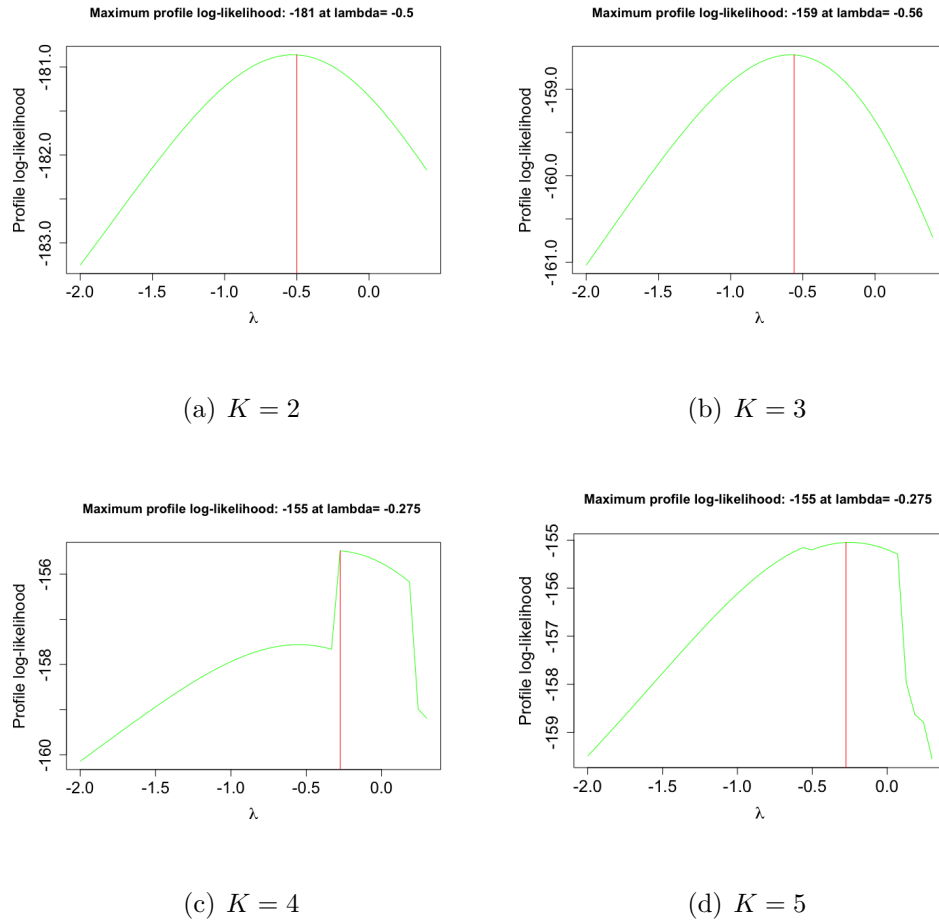 Maximum profile log-likelihood: -181 at lambda= -0.5
Profile log-likelihood
-181.0
-182.0
-183.0
-2.0 -1.5 -1.0 -0.5 0.0
λ
(a) K = 2
Maximum profile log-likelihood: -159 at lambda= -0.56
Profile log-likelihood
-159.0
-160.0
-161.0
-2.0 -1.5 -1.0 -0.5 0.0
λ
(b) K = 3
Maximum profile log-likelihood: -155 at lambda= -0.275
Profile log-likelihood
-156
-158
-160
-2.0 -1.5 -1.0 -0.5 0.0
λ
(c) K = 4
Maximum profile log-likelihood: -155 at lambda= -0.275
Profile log-likelihood
-155
-156
-157
-158
-159
-2.0 -1.5 -1.0 -0.5 0.0
λ
(d) K = 5